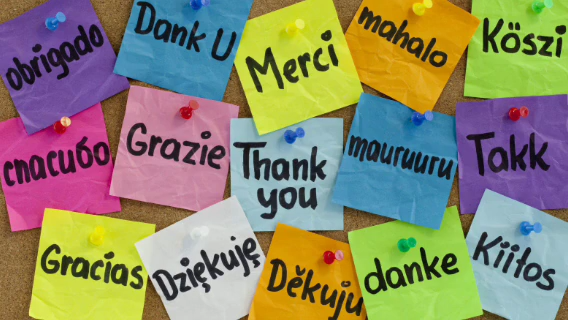 obrigado
Dank U
Merci
mahalo
Köszi
спасибо
Grazie
Thank
you
mauruuru
Takk
Gracias
Dziękuję
Děkuju
danke
Kiitos